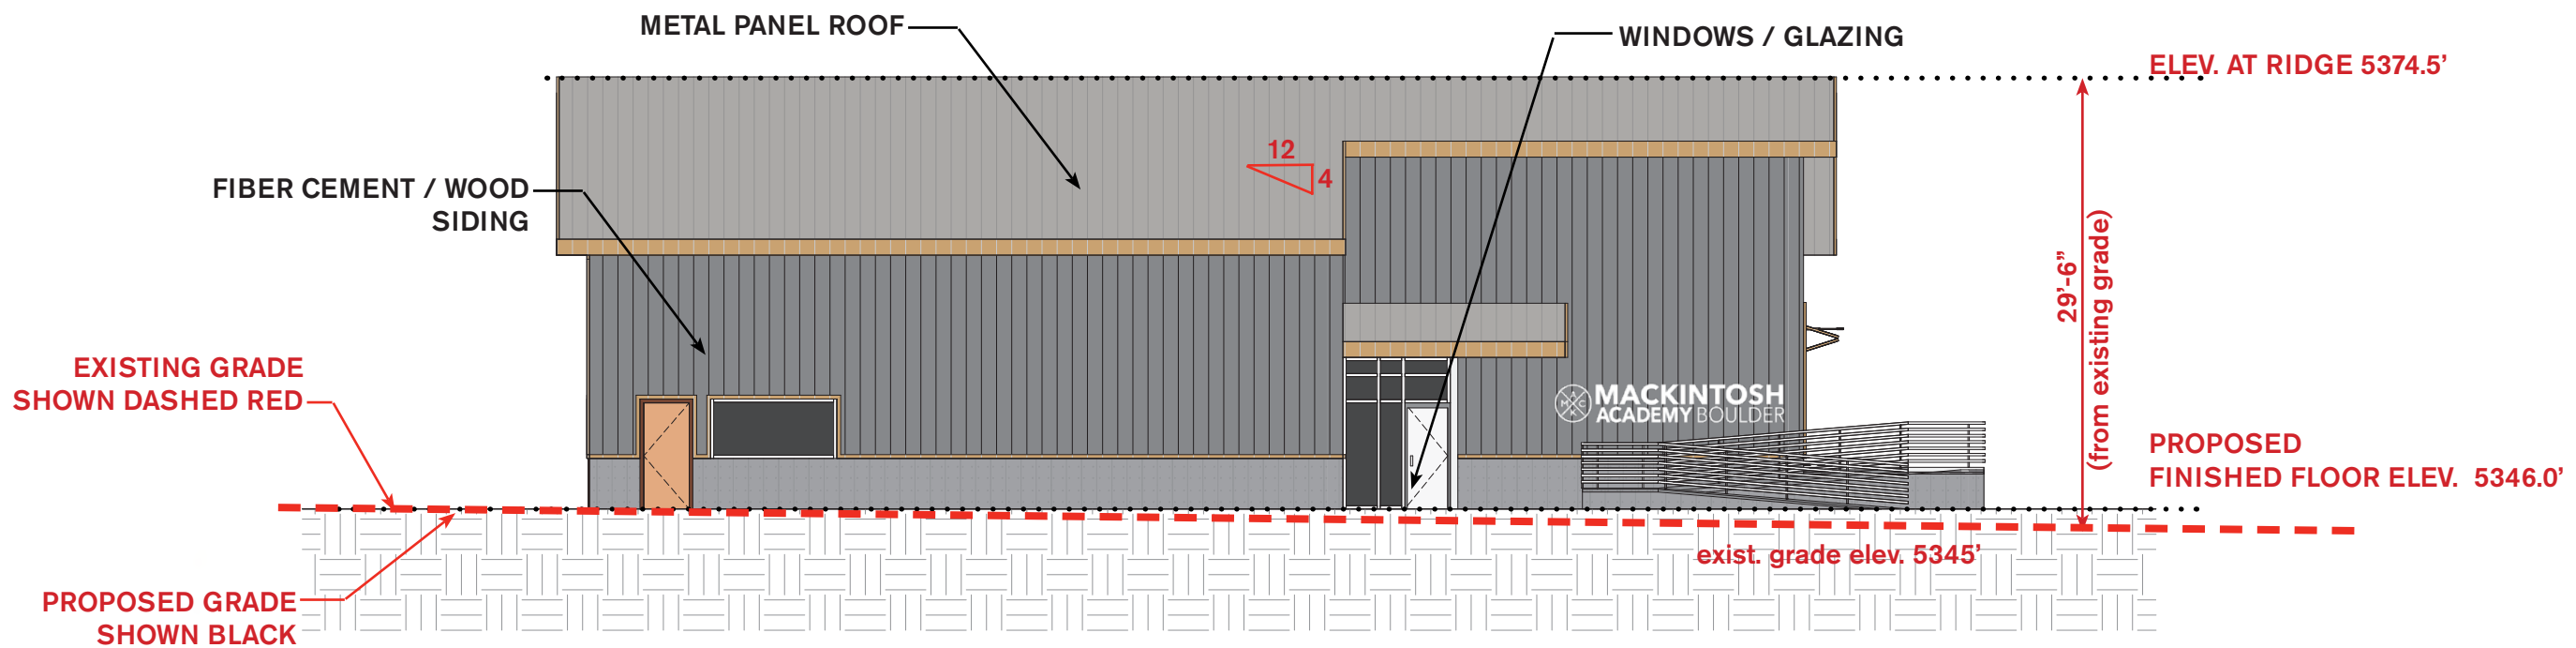 METAL PANEL ROOF
WINDOWS / GLAZING
ELEV. AT RIDGE 5374.5’
12
4
FIBER CEMENT / WOOD
SIDING
29’-6”
(from existing grade)
EXISTING GRADE
SHOWN DASHED RED
MACK
MACKINTOSH
ACADEMY BOULDER
PROPOSED
FINISHED FLOOR ELEV. 5346.0’
exist. grade elev. 5345’
PROPOSED GRADE
SHOWN BLACK